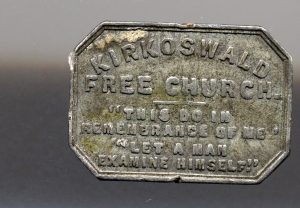 KIRKOSWALD
FREE CHURCH.
"THIS DO IN
REMEMBRANCE OF ME"
"LET A MAN
EXAMINE HIMSELF."